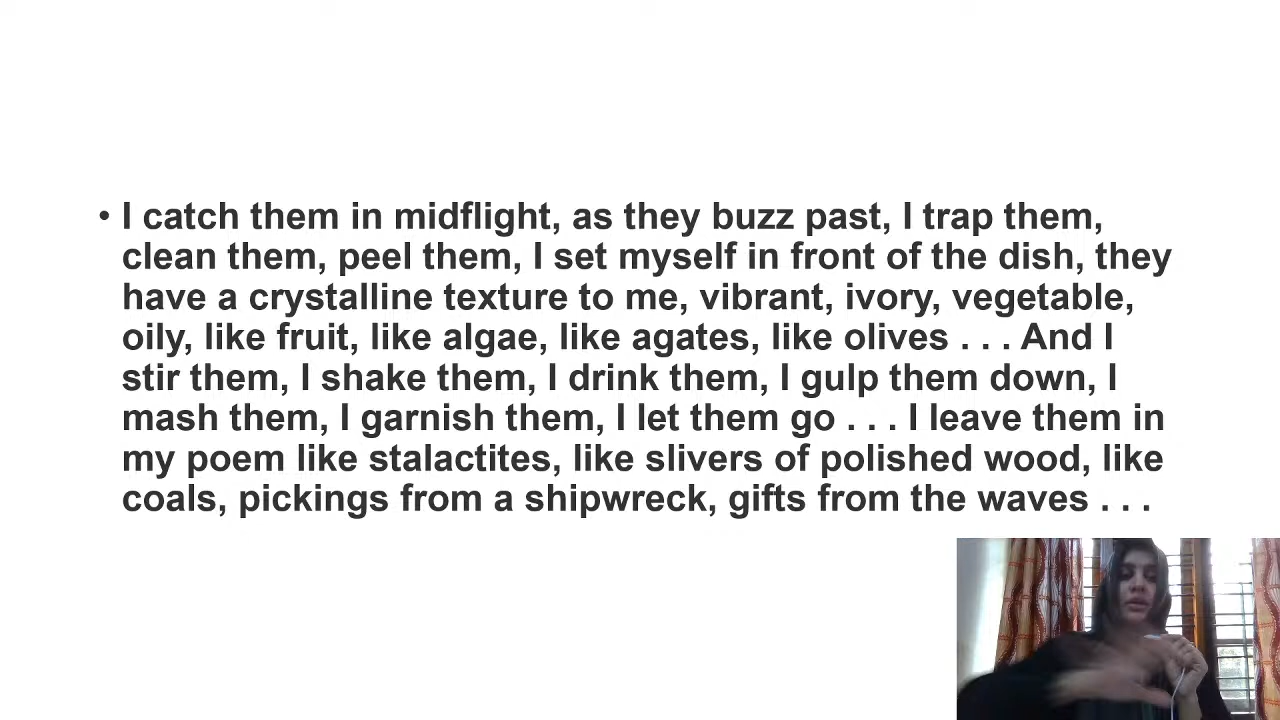 • I catch them in midflight, as they buzz past, I trap them,
clean them, peel them, I set myself in front of the dish, they
have a crystalline texture to me, vibrant, ivory, vegetable,
oily, like fruit, like algae, like agates, like olives . . . And I
stir them, I shake them, I drink them, I gulp them down, I
mash them, I garnish them, I let them go . . . I leave them in
my poem like stalactites, like slivers of polished wood, like
coals, pickings from a shipwreck, gifts from the waves . . .